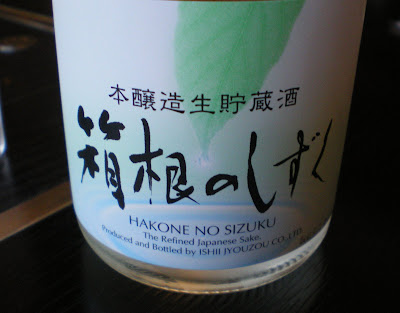 本醸造生貯蔵酒
箱根のしずく
HAKONE NO SIZUKU
The Refined Japanese Sake.
Produced and Bottled by ISHII JYOUZOU CO.,LTD.